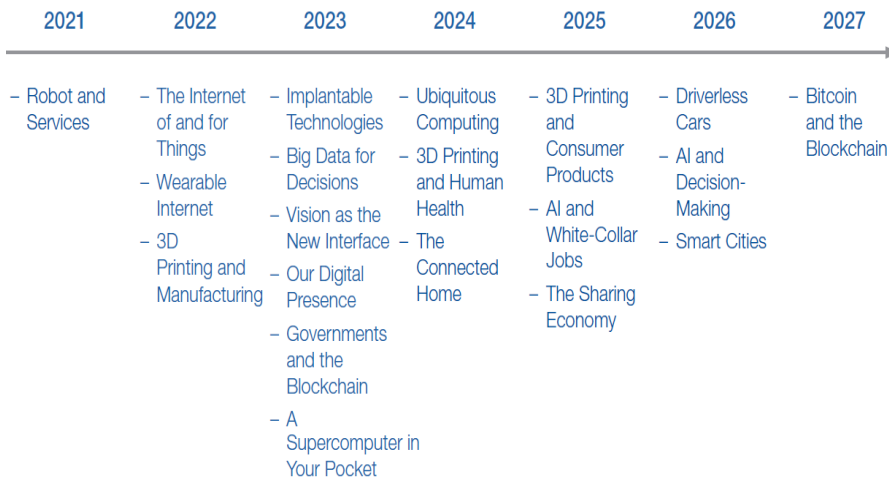 2021 2022 2023 2024 2025 2026 2027
– Robot and
Services
– The Internet
of and for
Things
– Wearable
Internet
– 3D
Printing and
Manufacturing
– Implantable
Technologies
– Big Data for
Decisions
– Vision as the
New Interface
– Our Digital
Presence
– Governments
and the
Blockchain
– A
Supercomputer in
Your Pocket
– Ubiquitous
Computing
– 3D Printing
and Human
Health
– The
Connected
Home
– 3D Printing
and
Consumer
Products
– AI and
White-Collar
Jobs
– The Sharing
Economy
– Driverless
Cars
– AI and
Decision-
Making
– Smart Cities
– Bitcoin
and the
Blockchain